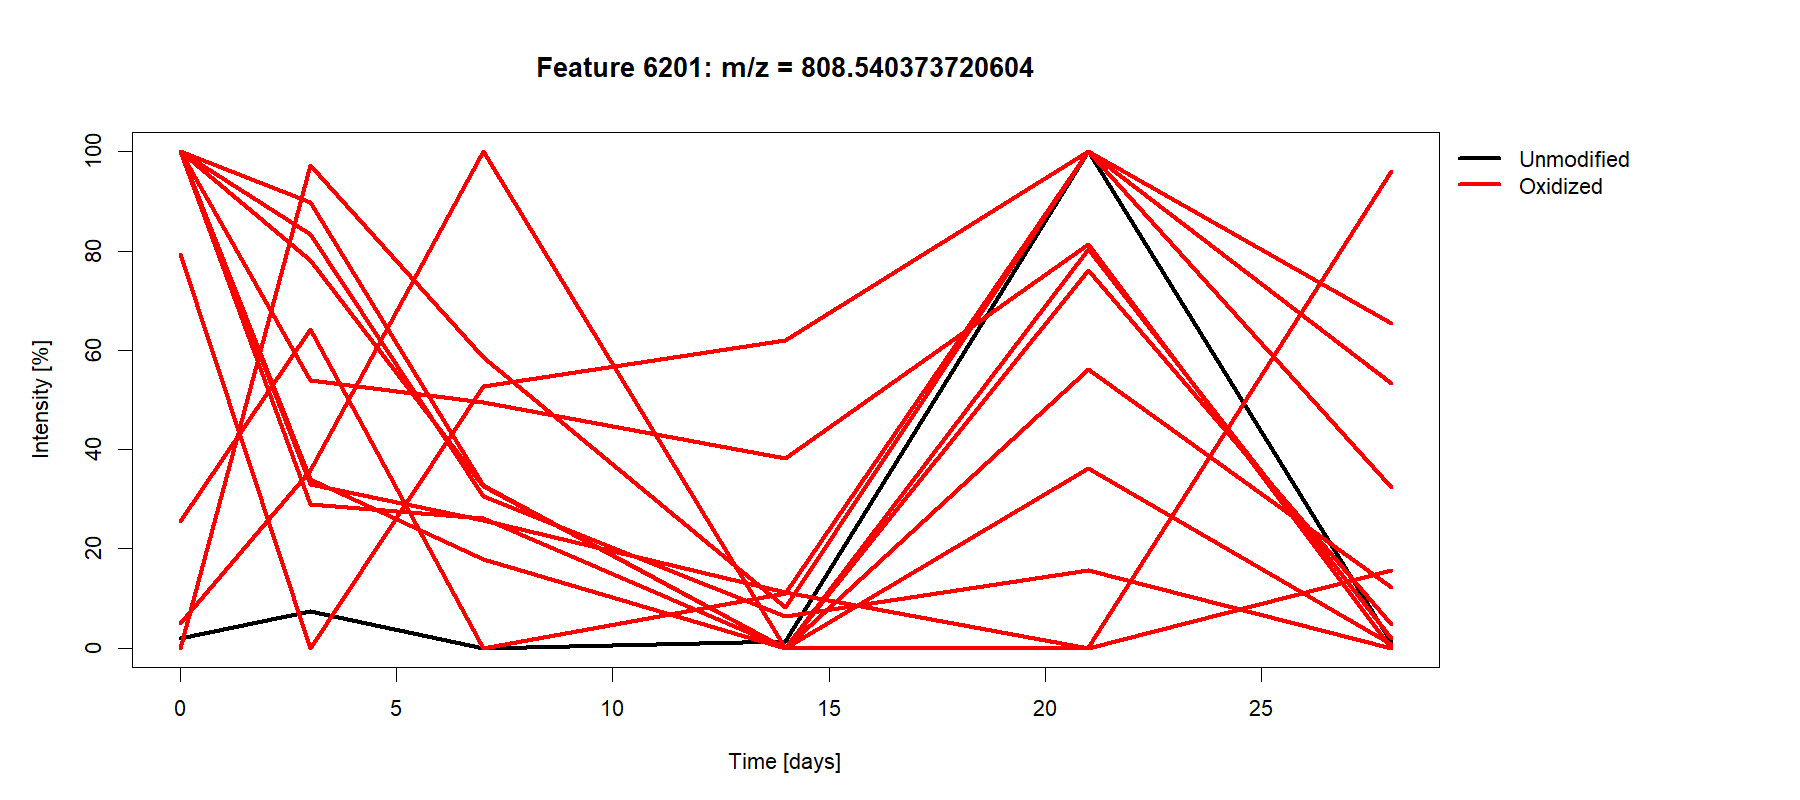 Feature 6201: m/z = 808.540373720604
Unmodified
Oxidized
Intensity [%]
100
80
60
40
20
0
0 5 10 15 20 25
Time [days]